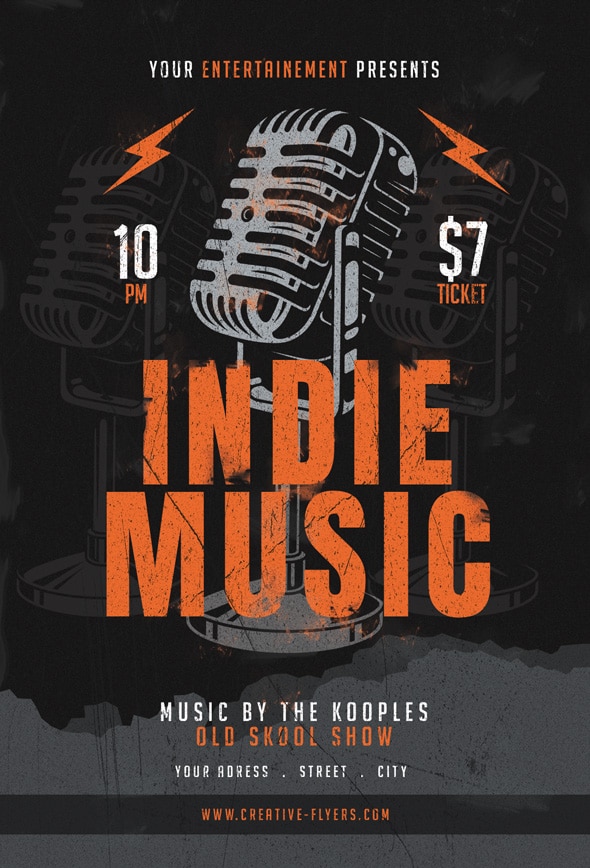 YOUR ENTERTAINEMENT PRESENTS
10
PM
$7
TICKET
INDIE
MUSIC
MUSIC BY THE KOOPLES
OLD SKOOL SHOW
YOUR ADRESS . STREET . CITY
WWW.CREATIVE-FLYERS.COM